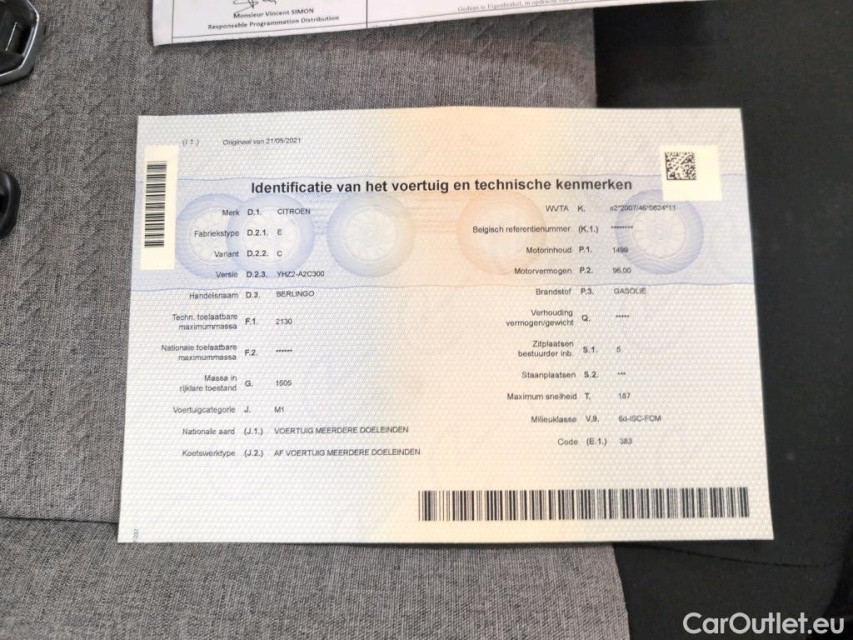 Monsieur Vincent SIMON
Responsable Programmation Distribution
(I 1.) Origineel van 21/05/2021
Identificatie van het voertuig en technische kenmerken
Merk D.1. CITROEN
Fabriekstype D.2.1. E
Variant D.2.2. C
Versie D.2.3. YHZ2-A2C300
Handelsnaam D.3. BERLINGO
Techn. toelaatbare
maximummassa F.1. 2130
Nationale toelaatbare
maximummassa F.2. ******
Massa in
rijklare toestand G. 1505
Voertuigcategorie J. M1
Nationale aard (J.1.) VOERTUIG MEERDERE DOELEINDEN
Koetswerktype (J.2.) AF VOERTUIG MEERDERE DOELEINDEN
WVTA K. e2*2007/46*0624*11
Belgisch referentienummer (K.1.) ********
Motorinhoud P.1. 1499
Motorvermogen P.2. 96.00
Brandstof P.3. GASOLIE
Verhouding
vermogen/gewicht Q. *****
Zitplaatsen
bestuurder inb. S.1. 5
Staanplaatsen S.2. ***
Maximum snelheid T. 187
Milieuklasse V.9. 6d-ISC-FCM
Code (E.1.) 383
CarOutlet.eu